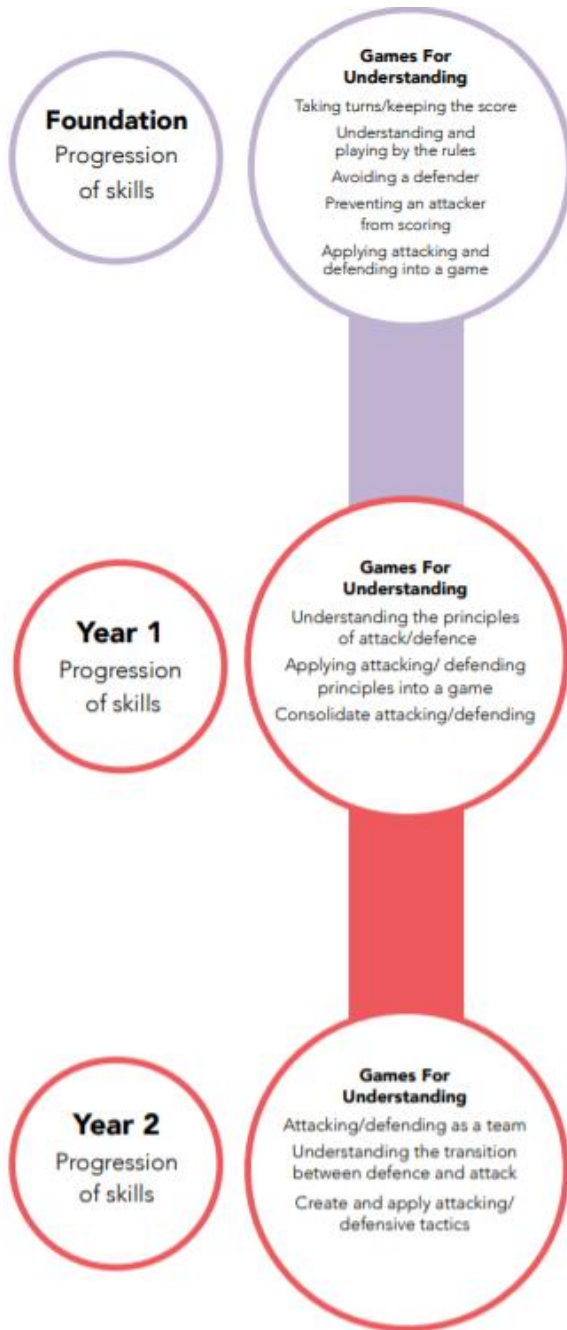 Foundation
Progression
of skills
Games For
Understanding
Taking turns/keeping the score
Understanding and
playing by the rules
Avoiding a defender
Preventing an attacker
from scoring
Applying attacking and
defending into a game
Year 1
Progression
of skills
Games For
Understanding
Understanding the principles
of attack/defence
Applying attacking/ defending
principles into a game
Consolidate attacking/defending
Year 2
Progression
of skills
Games For
Understanding
Attacking/defending as a team
Understanding the transition
between defence and attack
Create and apply attacking/
defensive tactics